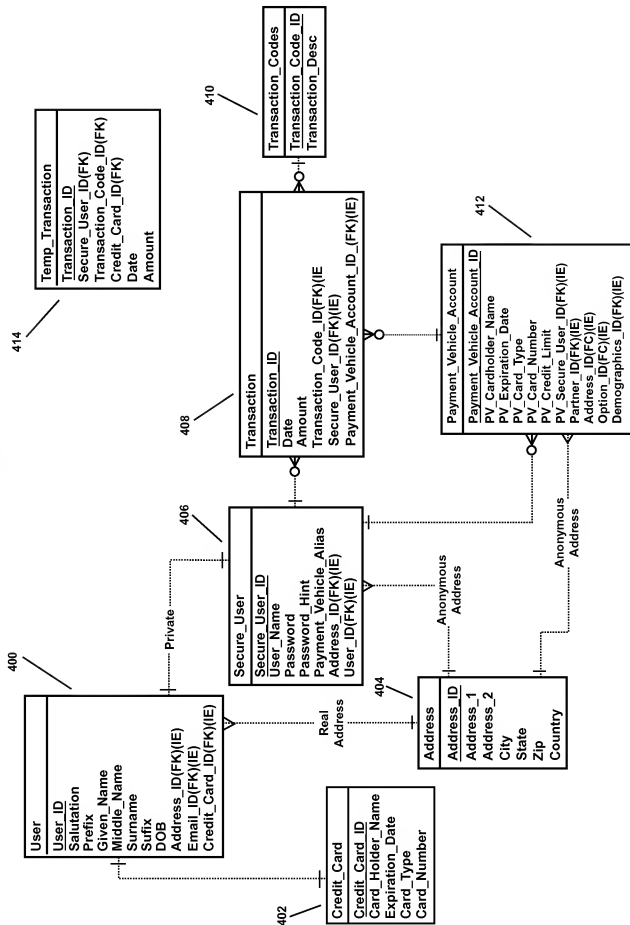 400
User
User_ID
Salutation
Prefix
Given_Name
Middle_Name
Surname
Sufix
DOB
Address_ID(FK)(IE)
Email_ID(FK)(IE)
Credit_Card_ID(FK)(IE)
Private
406
Secure_User
Secure_User_ID
User_Name
Password
Password_Hint
Payment_Vehicle_Alias
Address_ID(FK)(IE)
User_ID(FK)(IE)
408
Transaction
Transaction_ID
Date
Amount
Transaction_Code_ID(FK)(IE
Secure_User_ID(FK)(IE)
Payment_Vehicle_Account_ID_(FK)(IE)
410
Transaction_Codes
Transaction_Code_ID
Transaction_Desc
414
Temp_Transaction
Transaction_ID
Secure_User_ID(FK)
Transaction_Code_ID(FK)
Credit_Card_ID(FK)
Date
Amount
402
Credit_Card
Credit_Card_ID
Card_Holder_Name
Expiration_Date
Card_Type
Card_Number
Real
Address
404
Address
Address_ID
Address_1
Address_2
City
State
Zip
Country
Anonymous
Address
Anonymous
Address
412
Payment_Vehicle_Account
Payment_Vehicle_Account_ID
PV_Cardholder_Name
PV_Expiration_Date
PV_Card_Type
PV_Card_Number
PV_Credit_Limit
PV_Secure_User_ID(FK)(IE)
Partner_ID(FK)(IE)
Address_ID(FC)(IE)
Option_ID(FC)(IE)
Demographics_ID(FK)(IE)